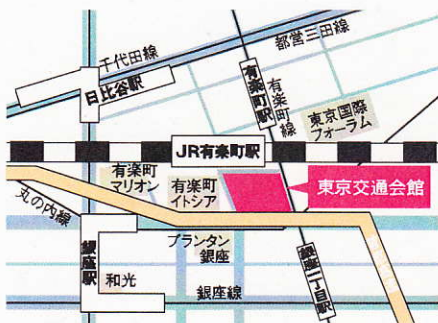 千代田線
都営三田線
日比谷駅
有楽町駅
有楽町線
東京国際
フォーラム
JR有楽町駅
有楽町
マリオン
有楽町
イトシア
東京交通会館
丸の内線
銀座駅
プランタン
銀座
和光
銀座一丁目駅
銀座線